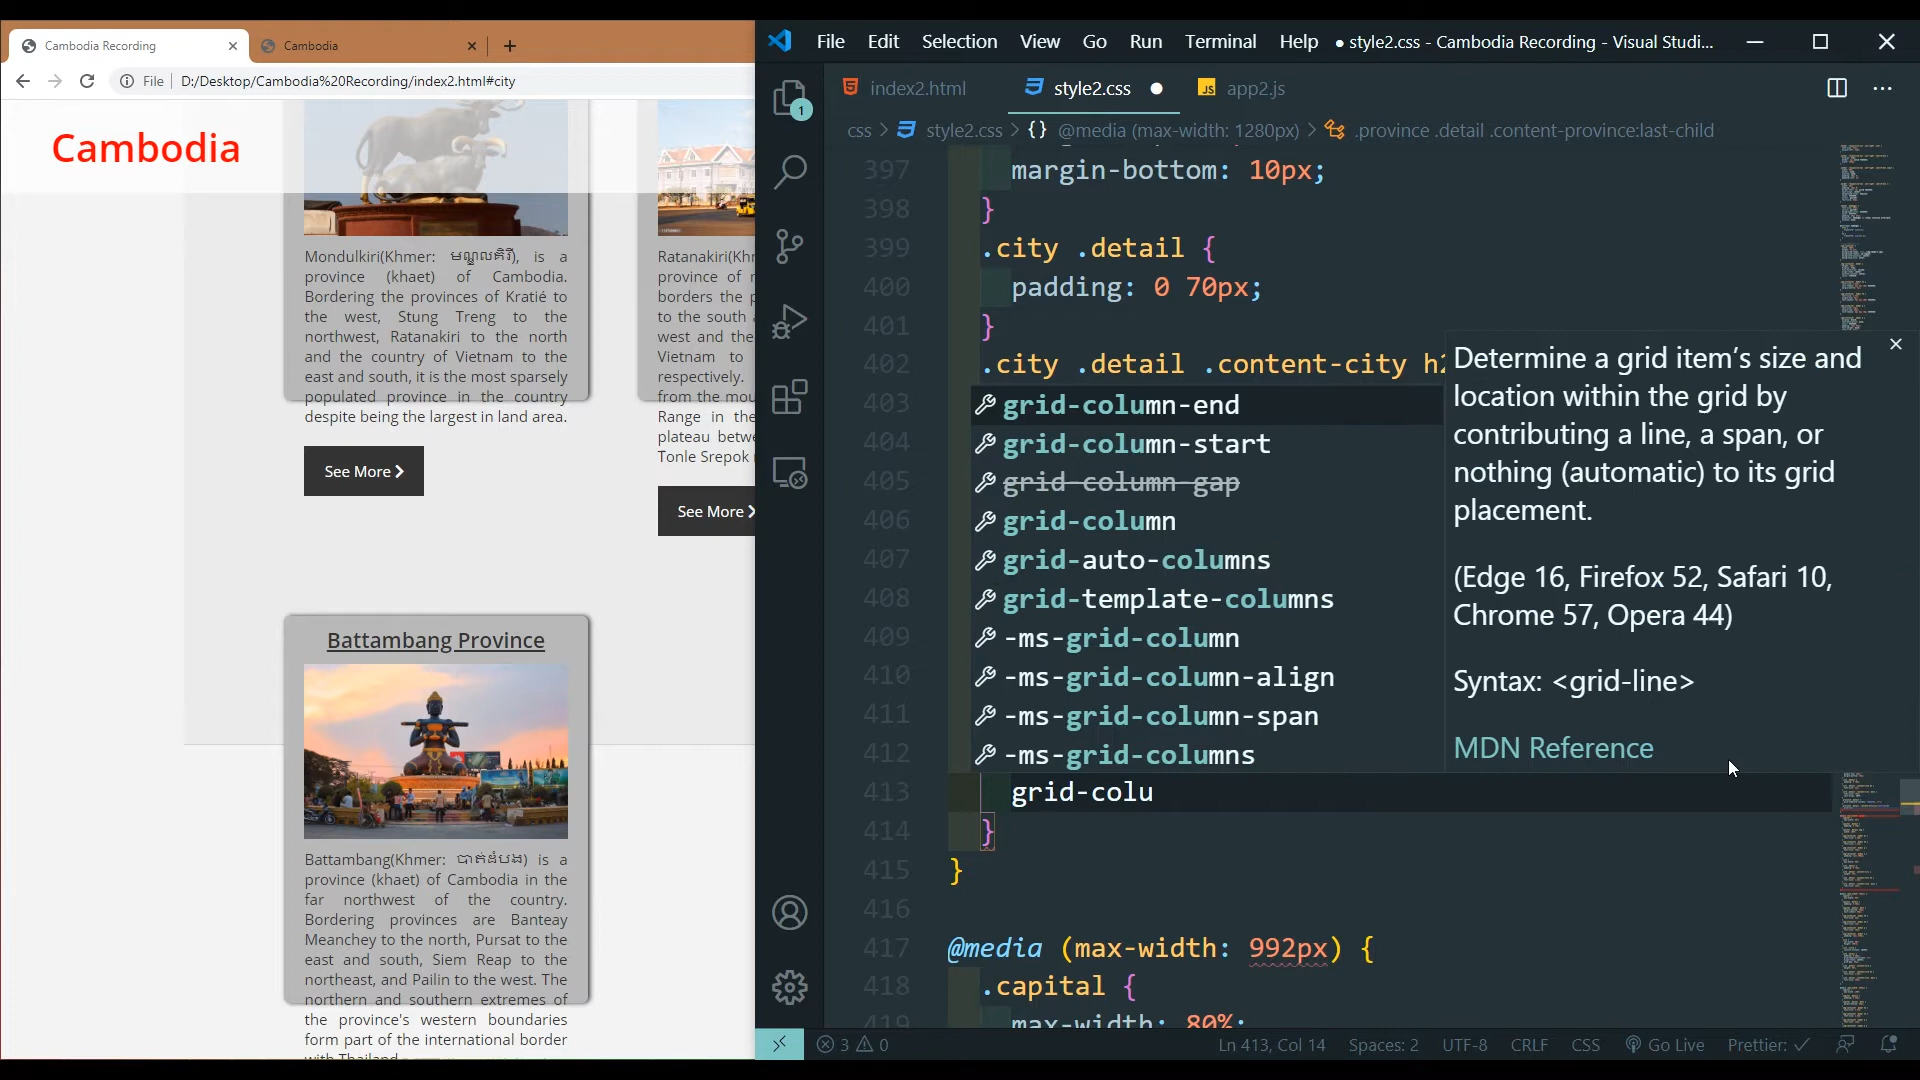 Cambodia Recording
Cambodia
File D:/Desktop/Cambodia%20Recording/index2.html#city
Cambodia
Mondulkiri(Khmer: មណ្ឌលគិរី), is a
province (khaet) of Cambodia.
Bordering the provinces of Kratié to
the west, Stung Treng to the
northwest, Ratanakiri to the north
and the country of Vietnam to the
east and south, it is the most sparsely
populated province in the country
despite being the largest in land area.
See More
Ratanakiri(Khr
province of r
borders the p
to the south
west and the
Vietnam to
respectively.
from the mou
Range in the
plateau betwe
Tonle Srepok
See More
Battambang Province
Battambang(Khmer: បាត់ដំបង) is a
province (khaet) of Cambodia in the
far northwest of the country.
Bordering provinces are Banteay
Meanchey to the north, Pursat to the
east and south, Siem Reap to the
northeast, and Pailin to the west. The
northern and southern extremes of
the province's western boundaries
form part of the international border
with Thailand
File Edit Selection View Go Run Terminal Help ● style2.css - Cambodia Recording - Visual Studi...
index2.html style2.css ● JS app2.js
css > style2.css > {} @media (max-width: 1280px) > .province .detail .content-province:last-child
1
397 margin-bottom: 10px;
398 }
399 .city .detail {
400 padding: 0 70px;
401 }
402 .city .detail .content-city h
403 grid-column-end
404 grid-column-start
405 grid-column-gap
406 grid-column
407 grid-auto-columns
408 grid-template-columns
409 -ms-grid-column
410 -ms-grid-column-align
411 -ms-grid-column-span
412 -ms-grid-columns
413 grid-colu
414 }
415 }
416
417 @media (max-width: 992px) {
418 .capital {
419 max-width: 80%;
Determine a grid item's size and
location within the grid by
contributing a line, a span, or
nothing (automatic) to its grid
placement.
(Edge 16, Firefox 52, Safari 10,
Chrome 57, Opera 44)
Syntax: <grid-line>
MDN Reference
3 0 Ln 413, Col 14 Spaces: 2 UTF-8 CRLF CSS Go Live Prettier: ✓